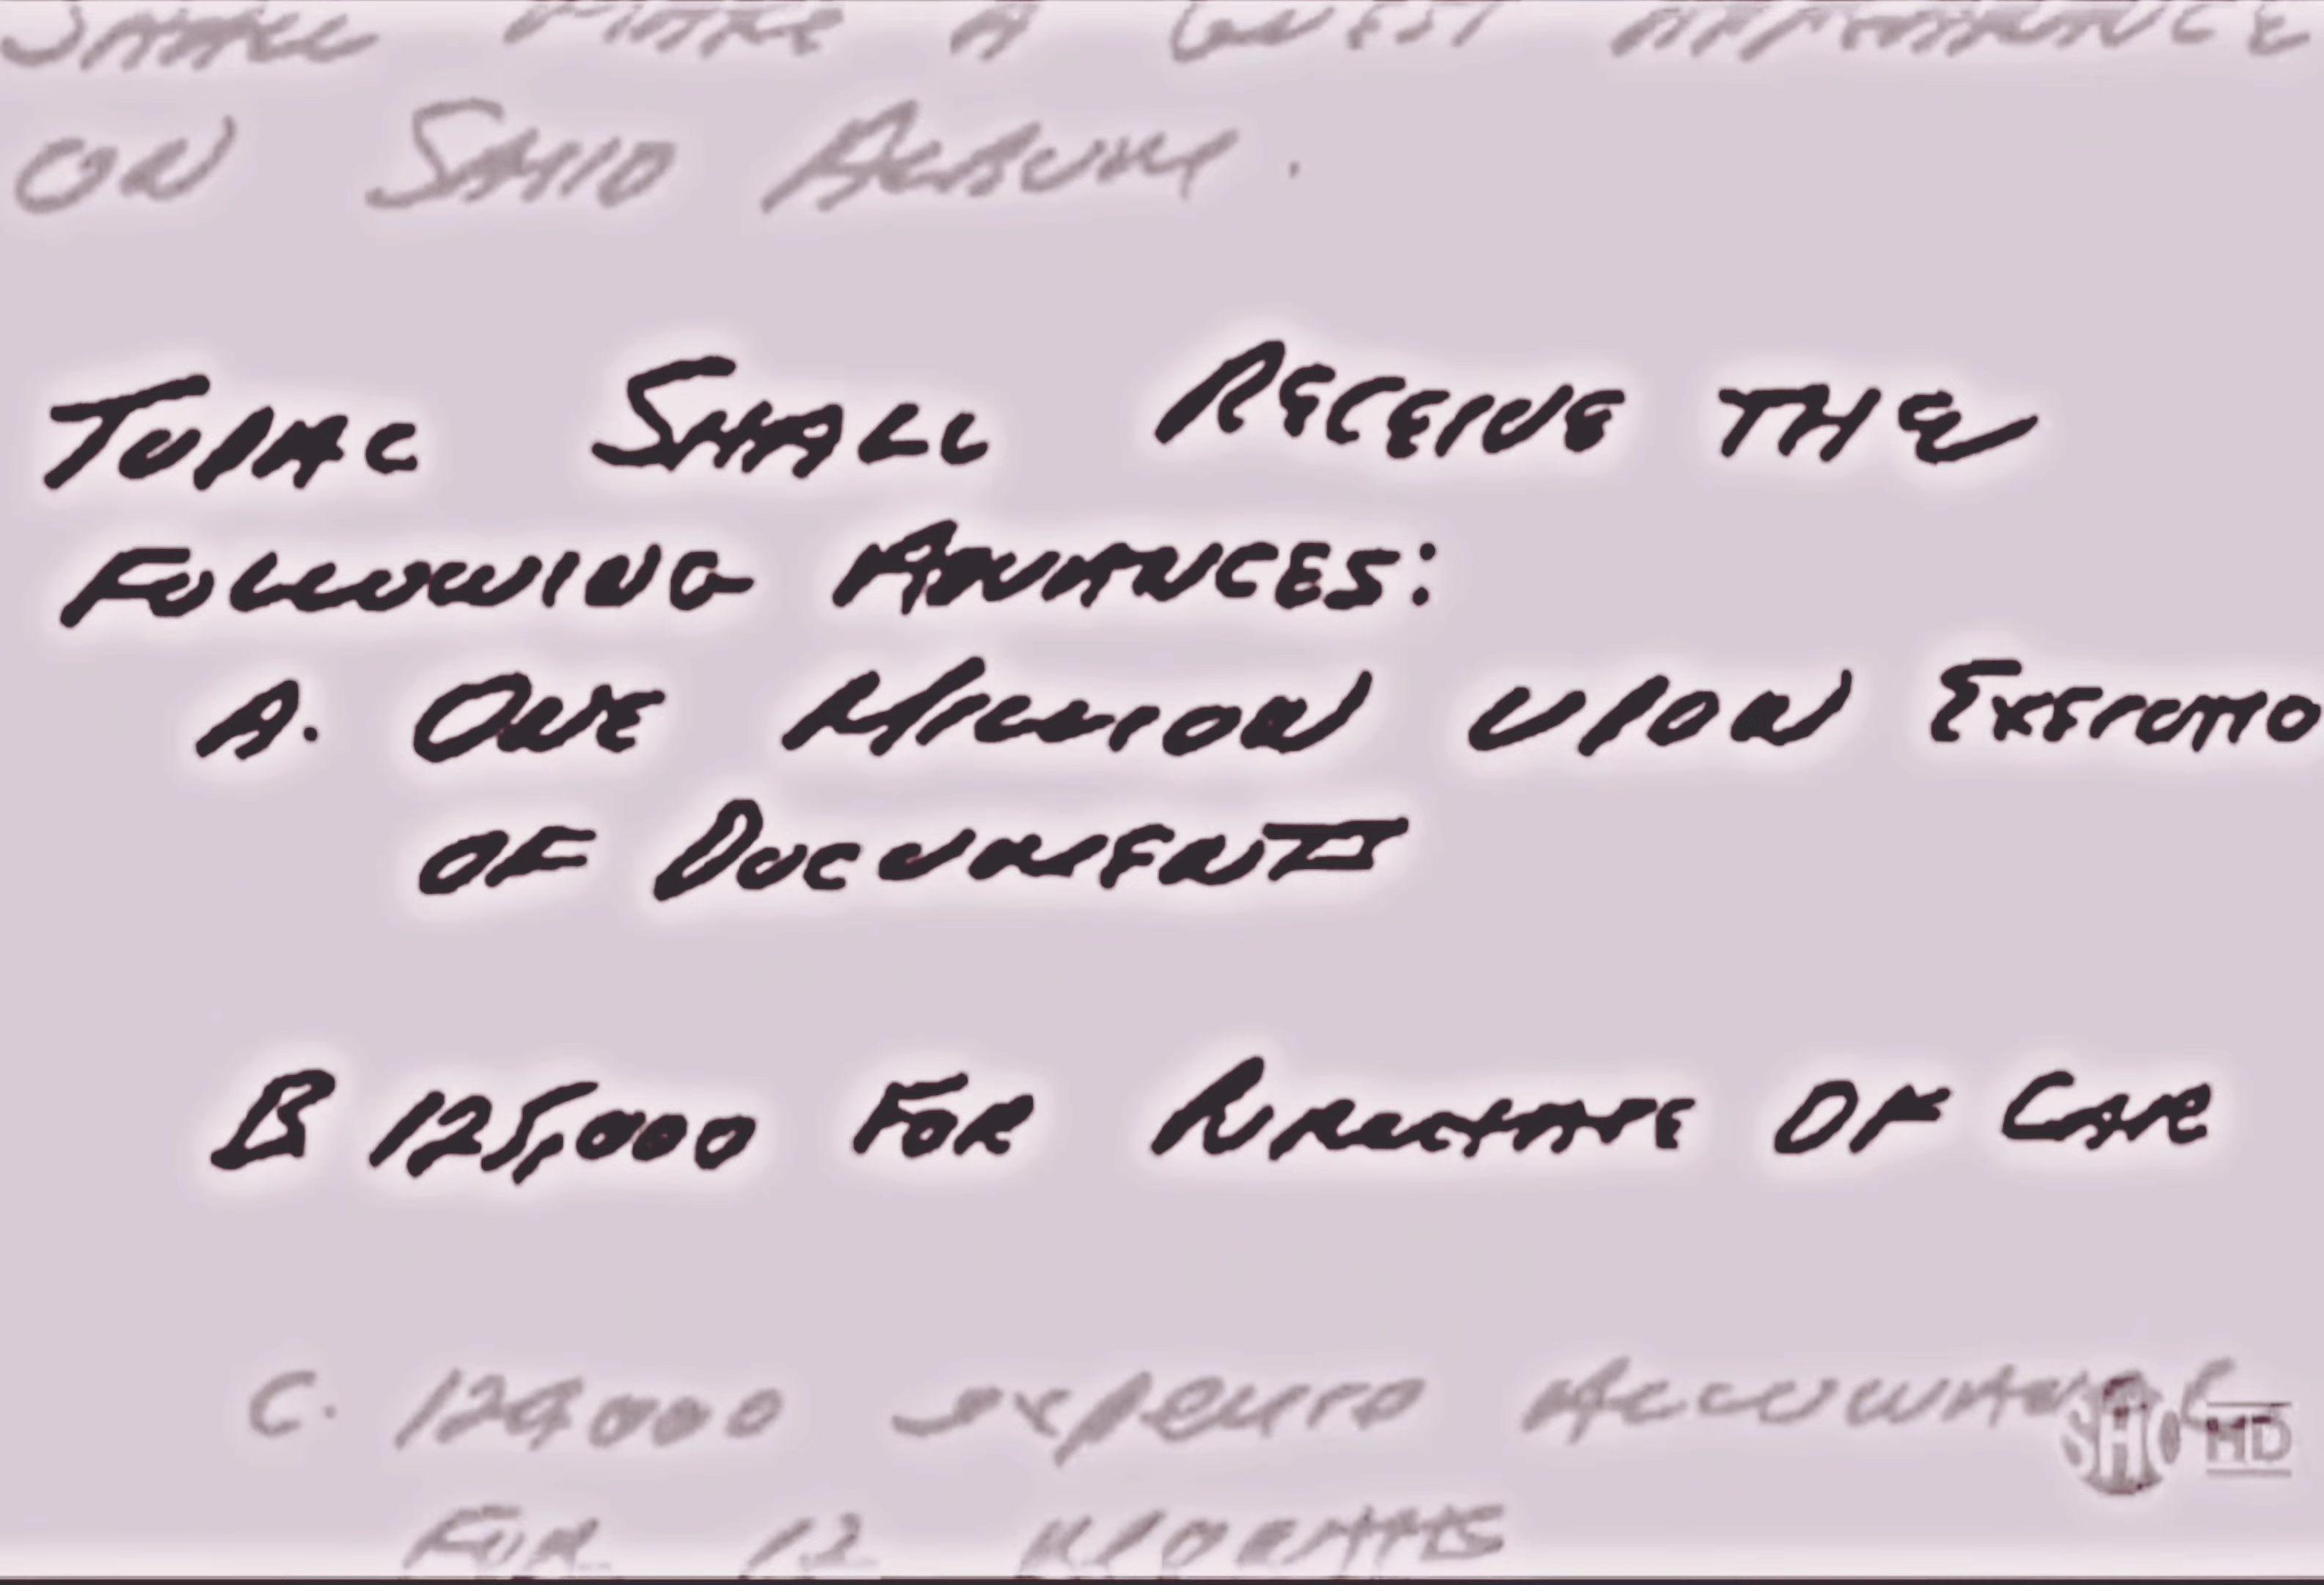 SHALL MAKE A GUEST APPEARANCE
ON SAID ALBUM.
TUPAC SHALL RECEIVE THE
FOLLOWING ADVANCES:
A. ONE MILLION UPON EXECUTIO
OF DOCUMENTS
B 125,000 FOR PURCHASE OF CAR
C. 120,000 EXPENSE ALLOWANCE
FOR 12 MONTHS
SHO HD